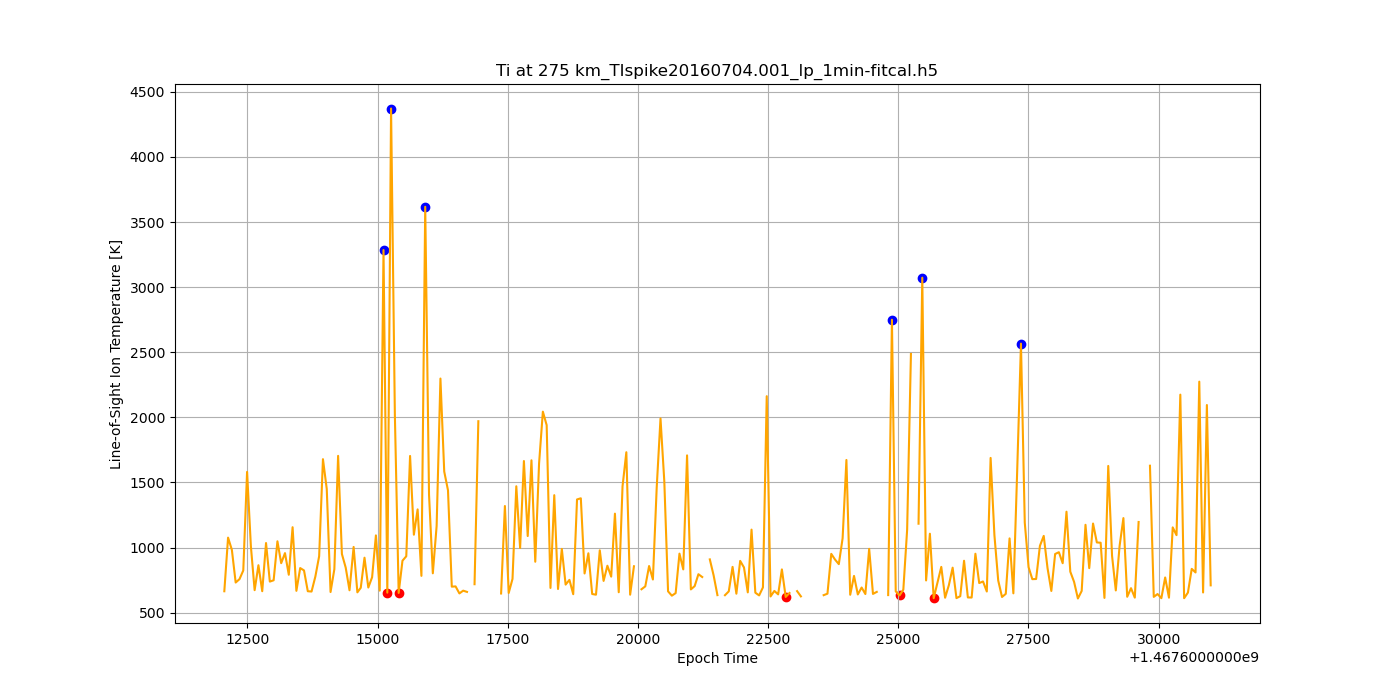 Ti at 275 km_TIspike20160704.001_lp_1min-fitcal.h5
Line-of-Sight Ion Temperature [K]
4500
4000
3500
3000
2500
2000
1500
1000
500
12500 15000 17500 20000 22500 25000 27500 30000
Epoch Time
+1.4676000000e9